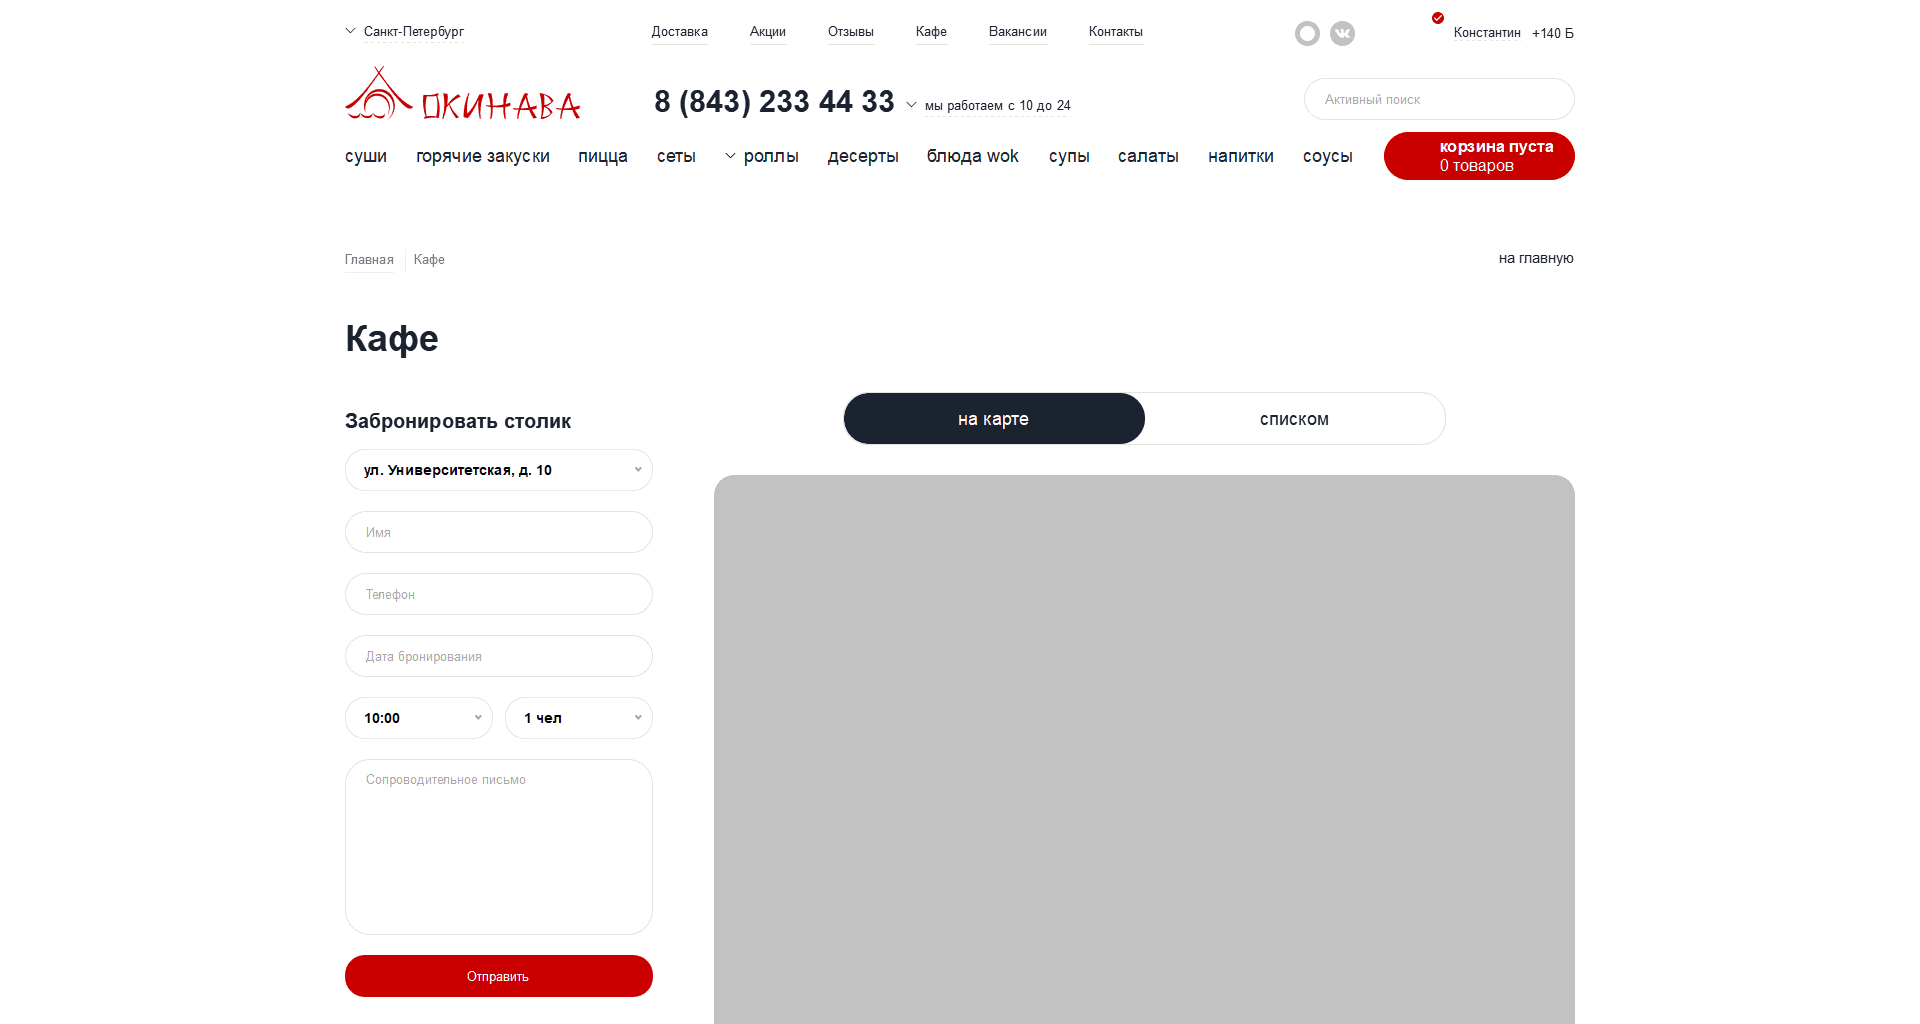 Санкт-Петербург
Доставка
Акции
Отзывы
Кафе
Вакансии
Контакты
Константин
+140 Б
ОКИНАВА
8 (843) 233 44 33
мы работаем с 10 до 24
Активный поиск
суши
горячие закуски
пицца
сеты
роллы
десерты
блюда wok
супы
салаты
напитки
соусы
корзина пуста
0 товаров
Главная
Кафе
на главную
Кафе
Забронировать столик
на карте
списком
ул. Университетская, д. 10
Имя
Телефон
Дата бронирования
10:00
1 чел
Сопроводительное письмо
Отправить